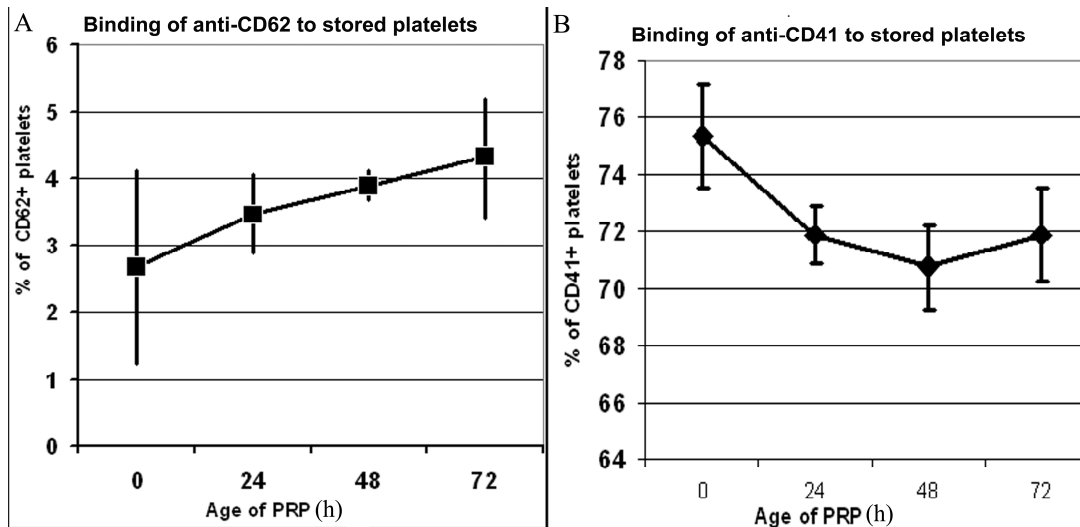 A
Binding of anti-CD62 to stored platelets
% of CD62+ platelets
6
5
4
3
2
1
0
0 24 48 72
Age of PRP (h)
B
Binding of anti-CD41 to stored platelets
% of CD41+ platelets
78
76
74
72
70
68
66
64
0 24 48 72
Age of PRP (h)